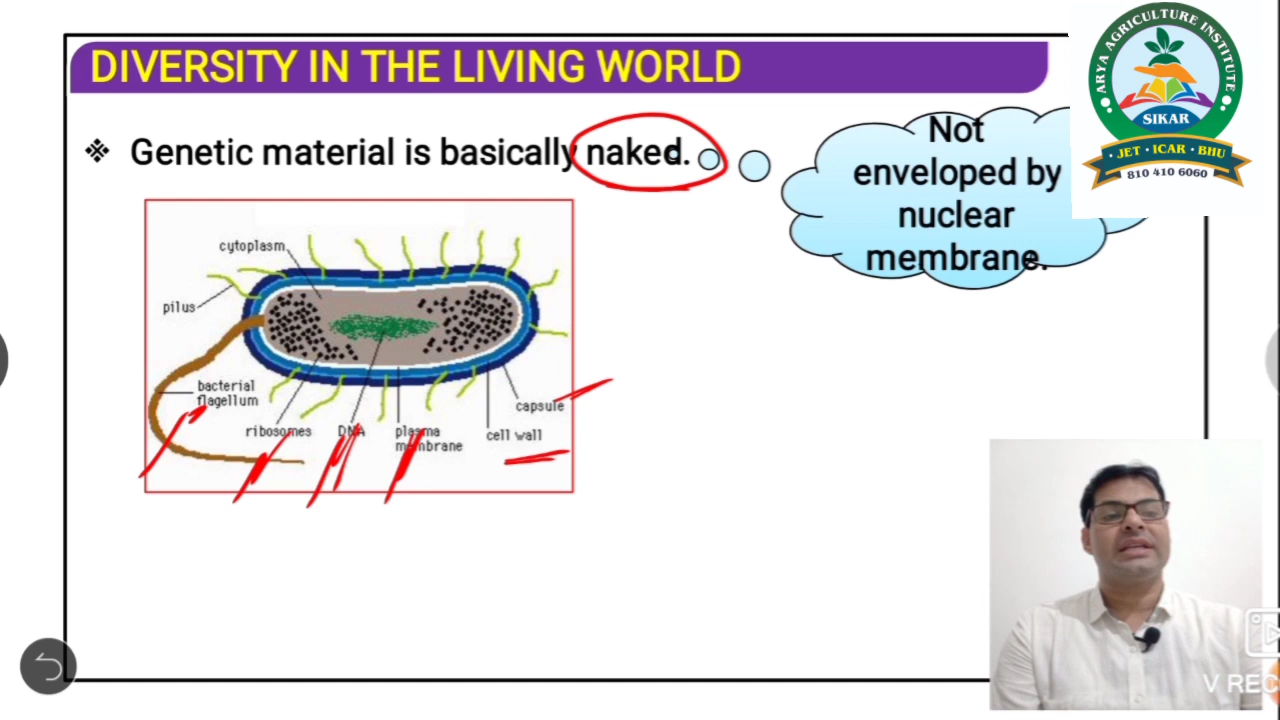 DIVERSITY IN THE LIVING WORLD
❖ Genetic material is basically naked.
Not
enveloped by
nuclear
membrane.
ARYA AGRICULTURE INSTITUTE
SIKAR
· JET · ICAR · BHU
810 410 6060
cytoplasm
pilus
bacterial
flagellum
ribosomes
DNA
plasma
membrane
cell wall
capsule
V REC